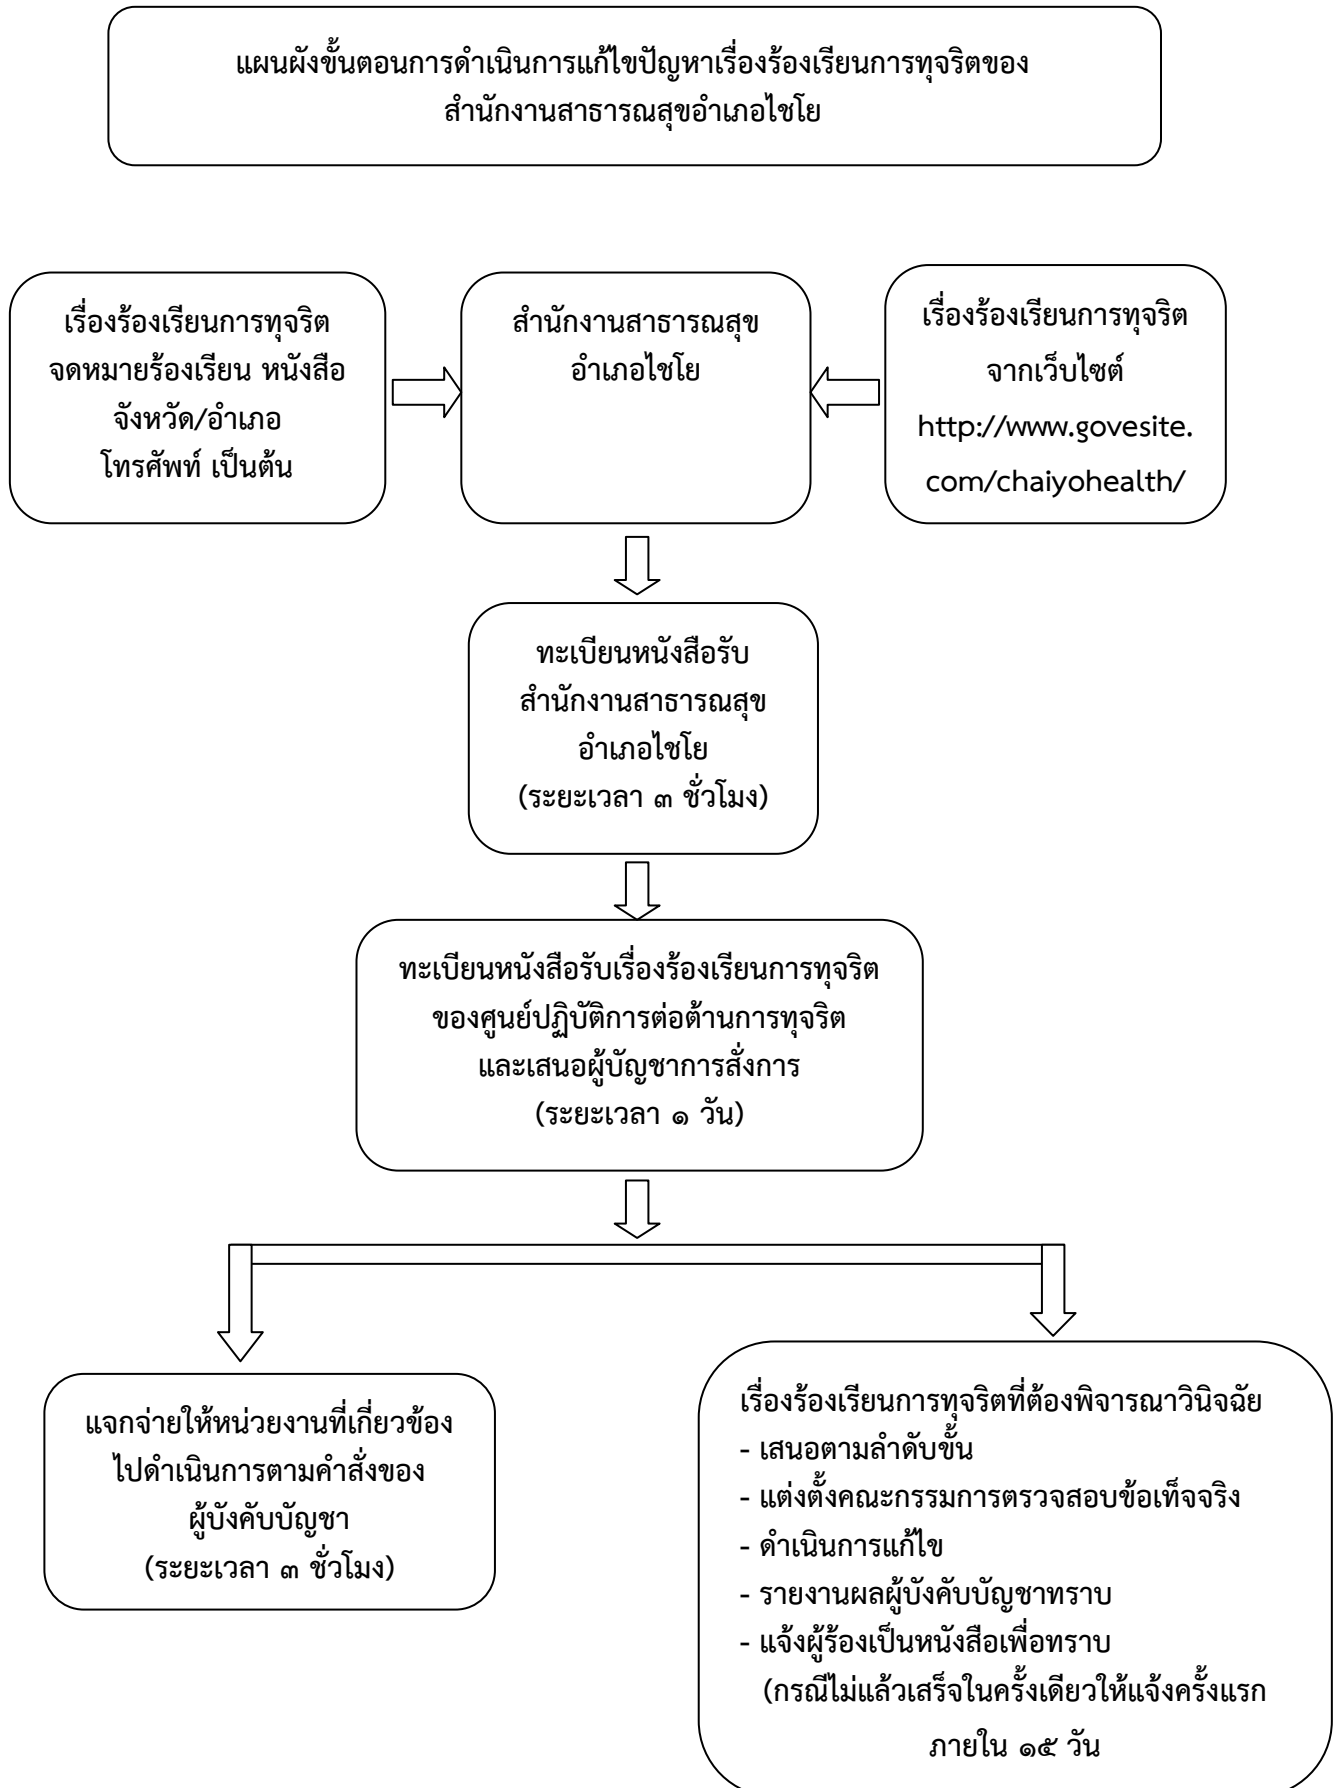 แผนผังขั้นตอนการดำเนินการแก้ไขปัญหาเรื่องร้องเรียนการทุจริตของ
สำนักงานสาธารณสุขอำเภอไชโย
เรื่องร้องเรียนการทุจริต
จดหมายร้องเรียน หนังสือ
จังหวัด/อำเภอ
โทรศัพท์ เป็นต้น
สำนักงานสาธารณสุข
อำเภอไชโย
เรื่องร้องเรียนการทุจริต
จากเว็บไซต์
http://www.govesite.
com/chaiyohealth/
ทะเบียนหนังสือรับ
สำนักงานสาธารณสุข
อำเภอไชโย
(ระยะเวลา ๓ ชั่วโมง)
ทะเบียนหนังสือรับเรื่องร้องเรียนการทุจริต
ของศูนย์ปฏิบัติการต่อต้านการทุจริต
และเสนอผู้บัญชาการสั่งการ
(ระยะเวลา ๑ วัน)
แจกจ่ายให้หน่วยงานที่เกี่ยวข้อง
ไปดำเนินการตามคำสั่งของ
ผู้บังคับบัญชา
(ระยะเวลา ๓ ชั่วโมง)
เรื่องร้องเรียนการทุจริตที่ต้องพิจารณาวินิจฉัย
- เสนอตามลำดับขั้น
- แต่งตั้งคณะกรรมการตรวจสอบข้อเท็จจริง
- ดำเนินการแก้ไข
- รายงานผลผู้บังคับบัญชาทราบ
- แจ้งผู้ร้องเป็นหนังสือเพื่อทราบ
(กรณีไม่แล้วเสร็จในครั้งเดียวให้แจ้งครั้งแรก
ภายใน ๑๕ วัน